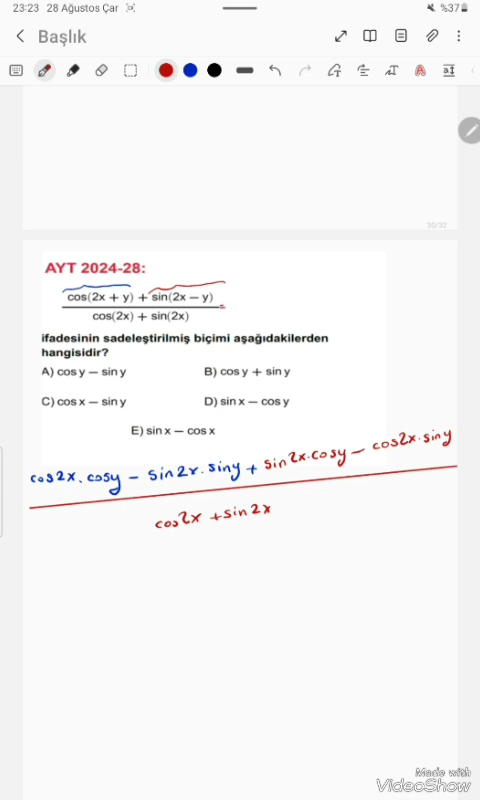 23:23 28 Ağustos Çar %37
Başlık
30/32
AYT 2024-28:
cos(2x + y) + sin(2x − y)
cos(2x) + sin(2x)
ifadesinin sadeleştirilmiş biçimi aşağıdakilerden
hangisidir?
A) cos y − sin y B) cos y + sin y
C) cos x − sin y D) sin x − cos y
E) sin x − cos x
cos2x.cosy − sin2x.siny + sin2x.cosy − cos2x.siny
cos2x + sin2x
Made with
VideoShow